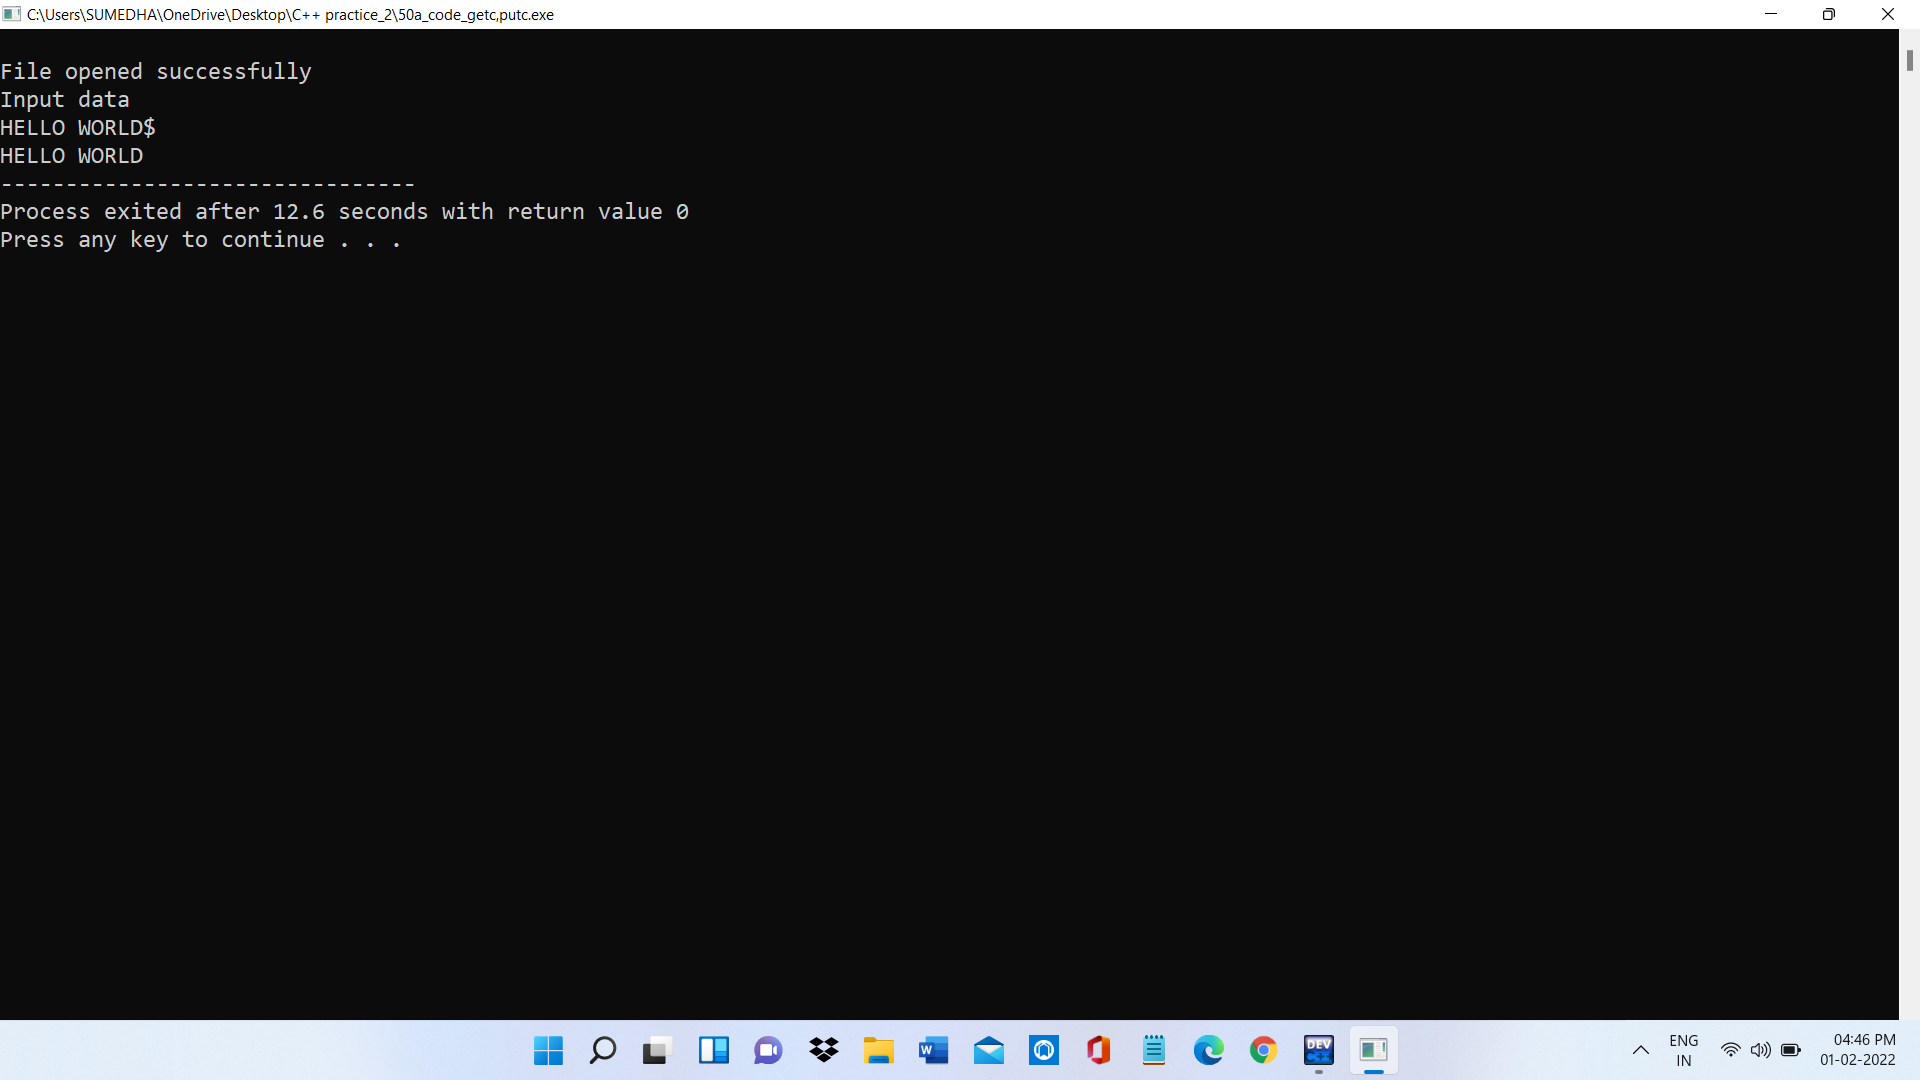 C:\Users\SUMEDHA\OneDrive\Desktop\C++ practice_2\50a_code_getc,putc.exe
File opened successfully
Input data
HELLO WORLD$
HELLO WORLD
--------------------------------
Process exited after 12.6 seconds with return value 0
Press any key to continue . . .
W
DEV
C++
ENG
IN
04:46 PM
01-02-2022